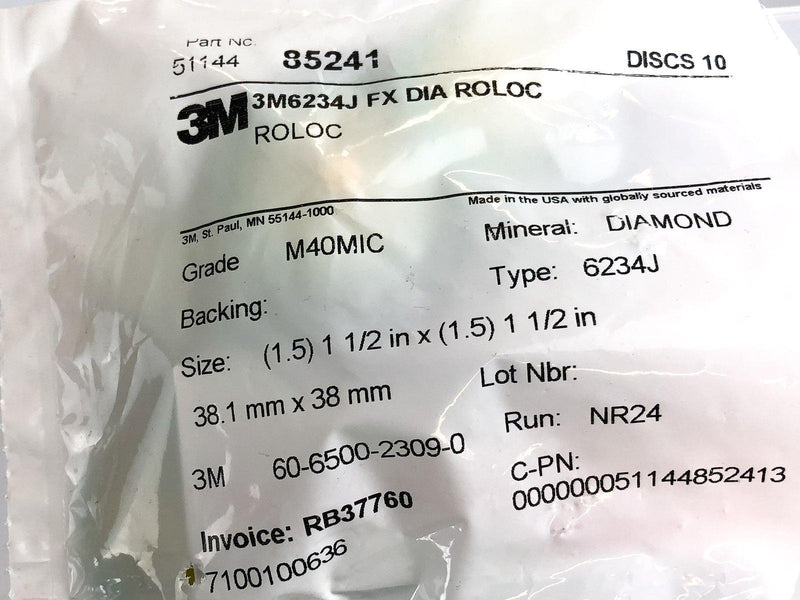 Part No.
51144 85241 DISCS 10
3M 3M6234J FX DIA ROLOC
ROLOC
3M, St. Paul, MN 55144-1000 Made in the USA with globally sourced materials
Grade M40MIC Mineral: DIAMOND
Backing: Type: 6234J
Size: (1.5) 1 1/2 in x (1.5) 1 1/2 in
38.1 mm x 38 mm Lot Nbr:
3M 60-6500-2309-0 Run: NR24
C-PN:
000000051144852413
Invoice: RB37760
7100100636